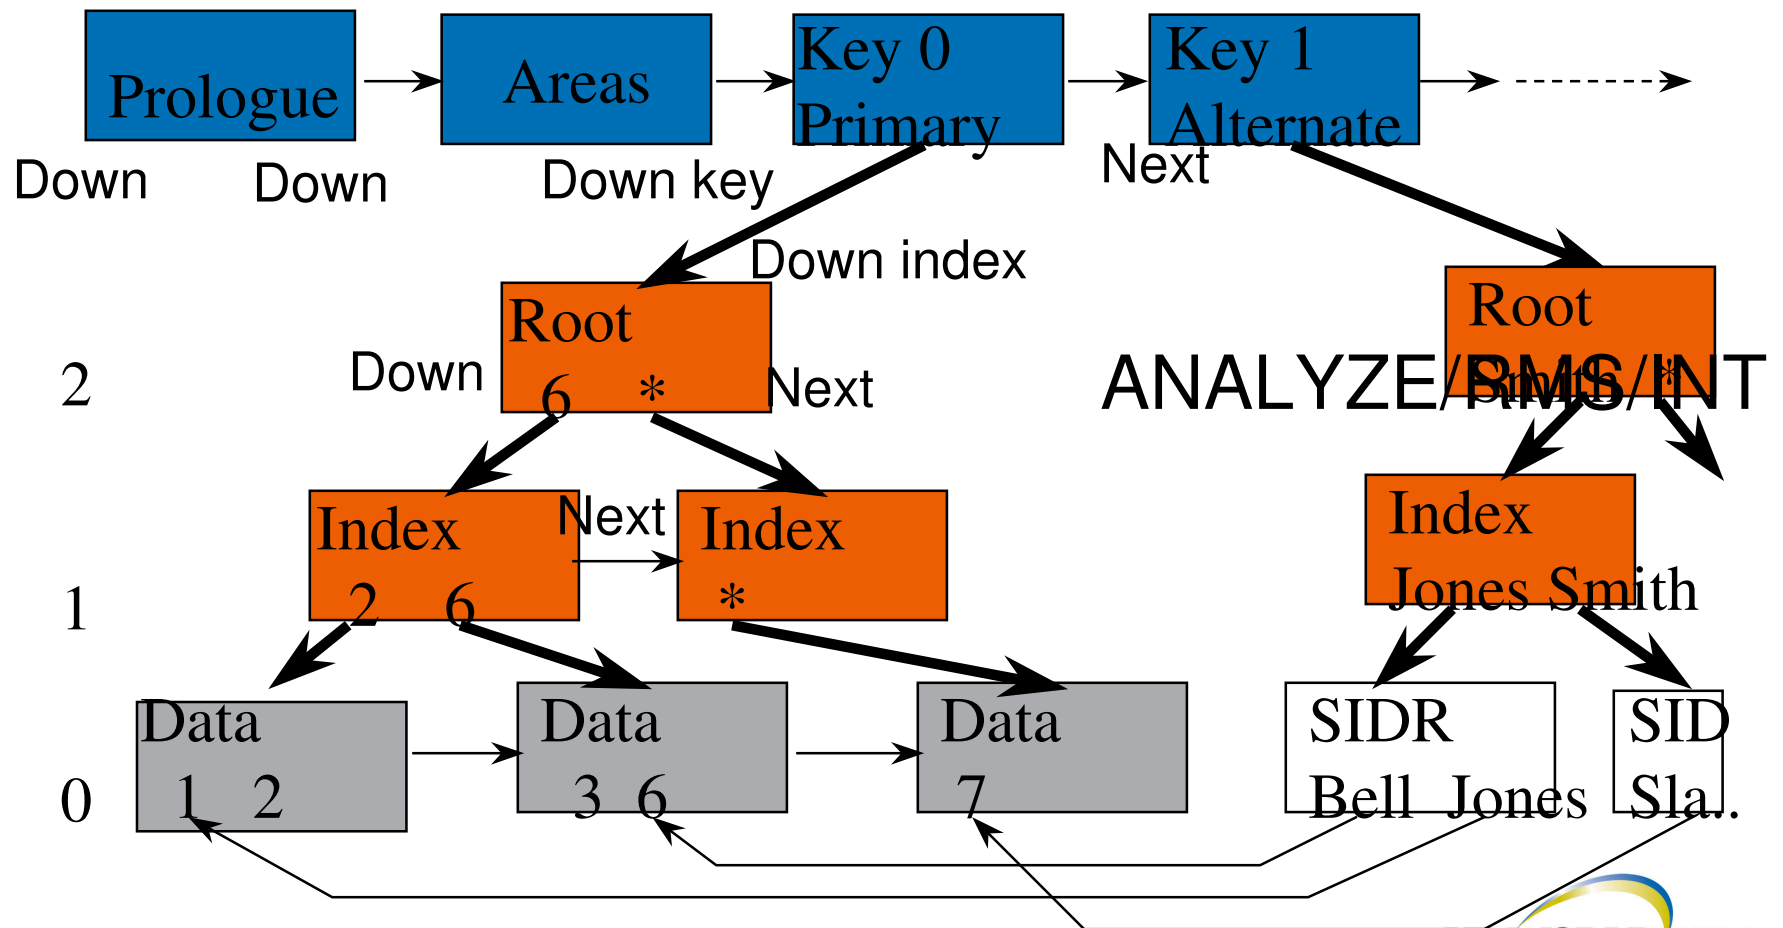 Prologue
Areas
Key 0
Primary
Key 1
Alternate
Down
Down
Down key
Next
Down index
Root
6 *
Down
Next
2
Root
Smith *
ANALYZE/RMS/INT
Index
2 6
Next
Index
*
1
Index
Jones Smith
Data
1 2
Data
3 6
Data
7
0
SIDR
Bell Jones
SID
Sla..